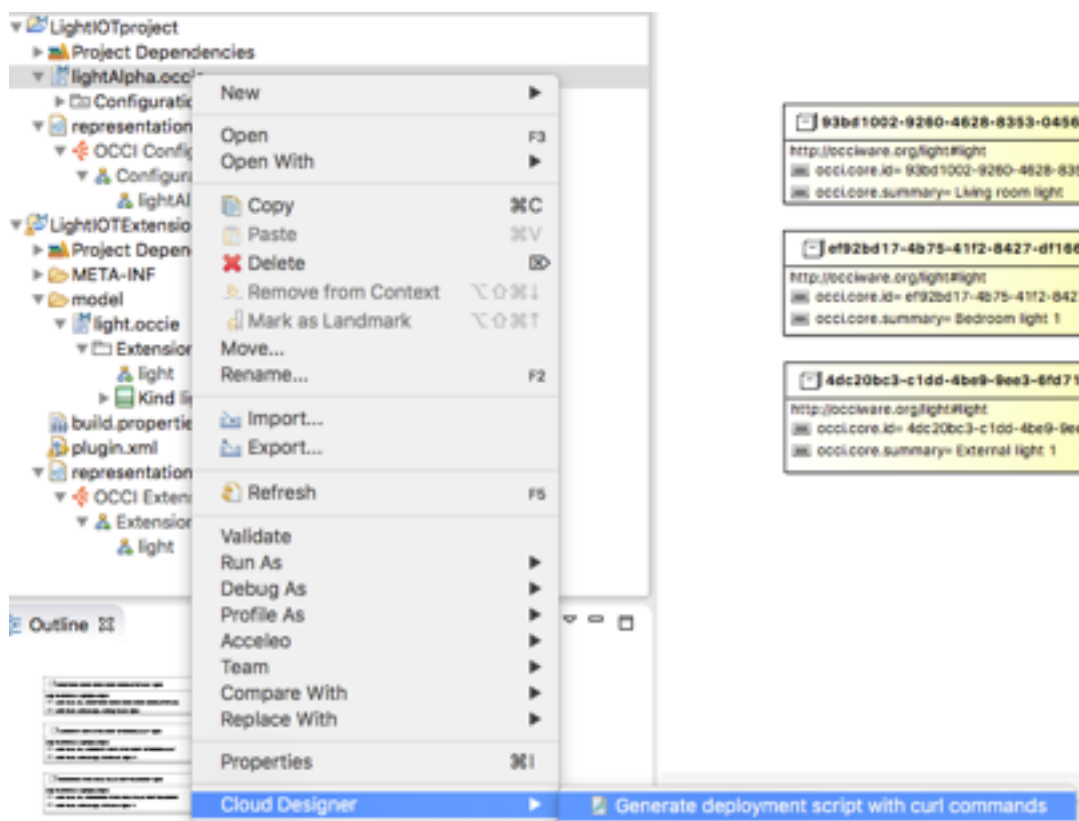 LightIOTproject
Project Dependencies
lightAlpha.occie
Configuratio
representation
OCCI Config
Configura
lightAl
LightIOTExtensio
Project Depen
META-INF
model
light.occie
Extension
light
Kind li
build.propertie
plugin.xml
representation
OCCI Exten
Extension
light
Outline
New
Open F3
Open With
Copy ⌘C
Paste ⌘V
Delete ⌦
Remove from Context ⌥⇧⌘↓
Mark as Landmark ⌥⇧⌘↑
Move...
Rename... F2
Import...
Export...
Refresh F5
Validate
Run As
Debug As
Profile As
Acceleo
Team
Compare With
Replace With
Properties ⌘I
Cloud Designer
Generate deployment script with curl commands
93bd1002-9260-4628-8353-0456
http://occiware.org/light#light
occi.core.id= 93bd1002-9260-4628-835
occi.core.summary= Living room light
ef92bd17-4b75-41f2-8427-df166
http://occiware.org/light#light
occi.core.id= ef92bd17-4b75-41f2-842
occi.core.summary= Bedroom light 1
4dc20bc3-c1dd-4be9-9ee3-6fd71
http://occiware.org/light#light
occi.core.id= 4dc20bc3-c1dd-4be9-9ee
occi.core.summary= External light 1